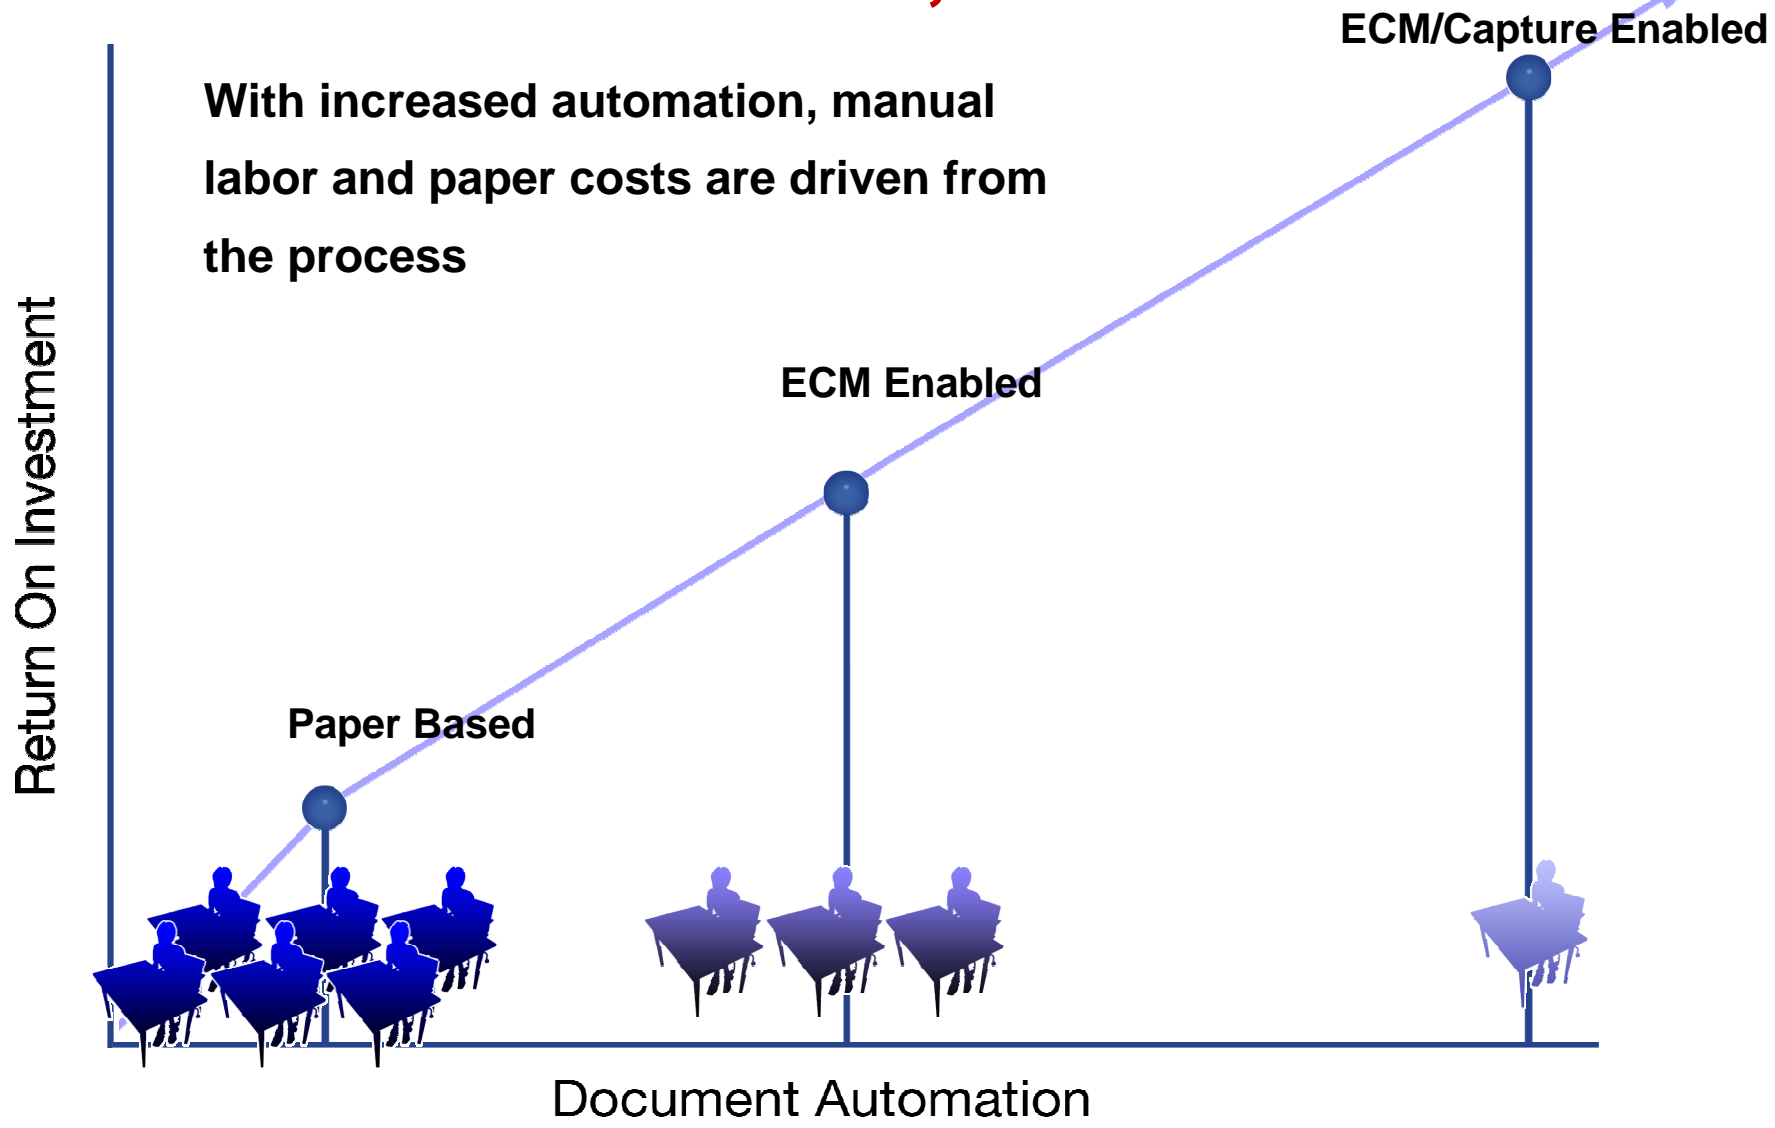 ECM/Capture Enabled
With increased automation, manual
labor and paper costs are driven from
the process
ECM Enabled
Return On Investment
Paper Based
Document Automation